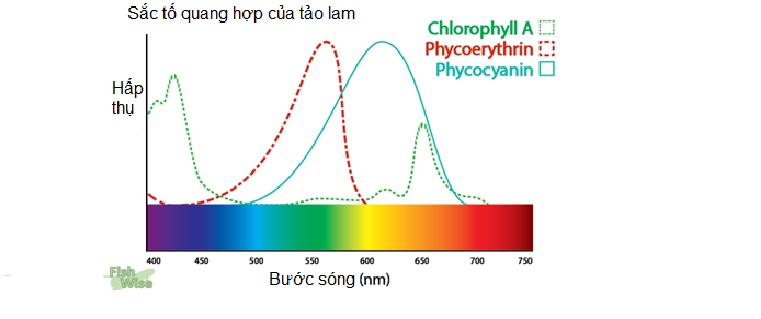 Sắc tố quang hợp của tảo lam
Chlorophyll A
Phycoerythrin
Phycocyanin
Hấp
thụ
400 450 500 550 600 650 700 750
Fish
Wise
Bước sóng (nm)